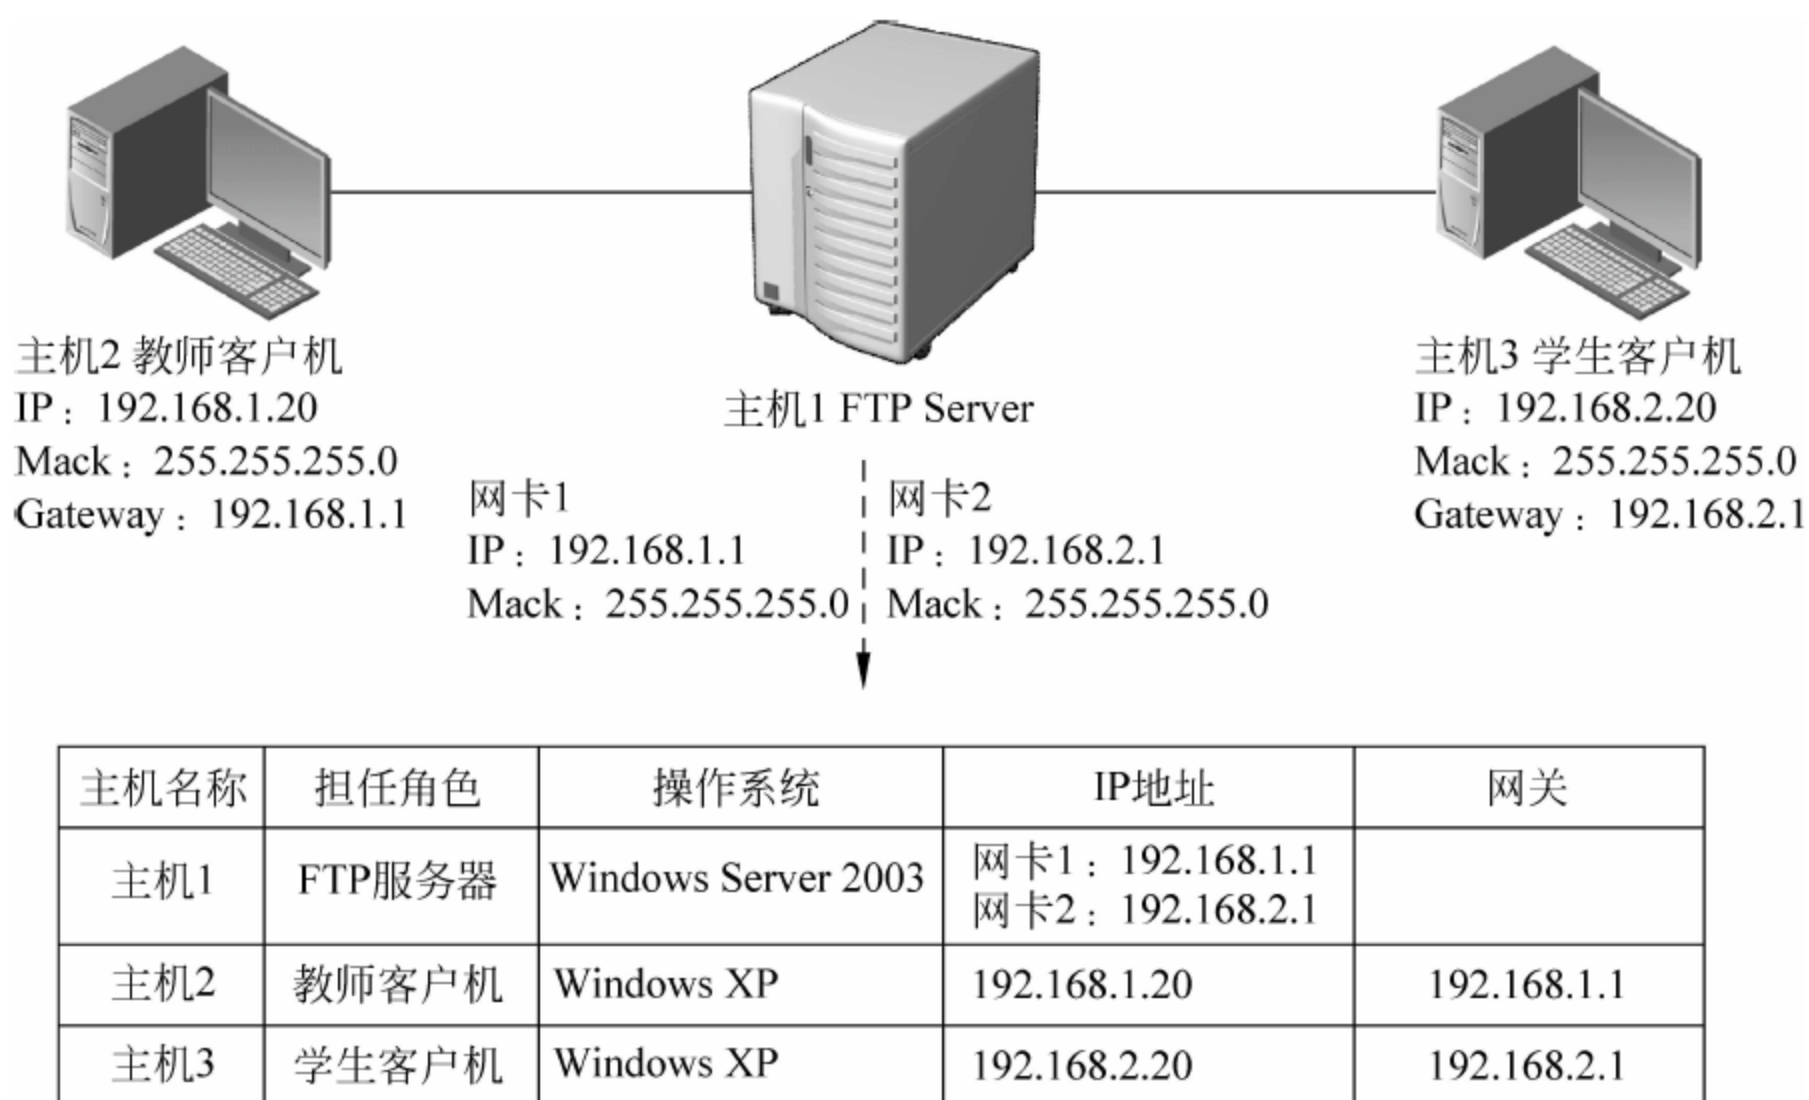 主机2 教师客户机
IP：192.168.1.20
Mack：255.255.255.0
Gateway：192.168.1.1
主机1 FTP Server
网卡1
IP：192.168.1.1
Mack：255.255.255.0
网卡2
IP：192.168.2.1
Mack：255.255.255.0
主机3 学生客户机
IP：192.168.2.20
Mack：255.255.255.0
Gateway：192.168.2.1
主机名称 担任角色 操作系统 IP地址 网关
主机1 FTP服务器 Windows Server 2003 网卡1：192.168.1.1
网卡2：192.168.2.1
主机2 教师客户机 Windows XP 192.168.1.20 192.168.1.1
主机3 学生客户机 Windows XP 192.168.2.20 192.168.2.1